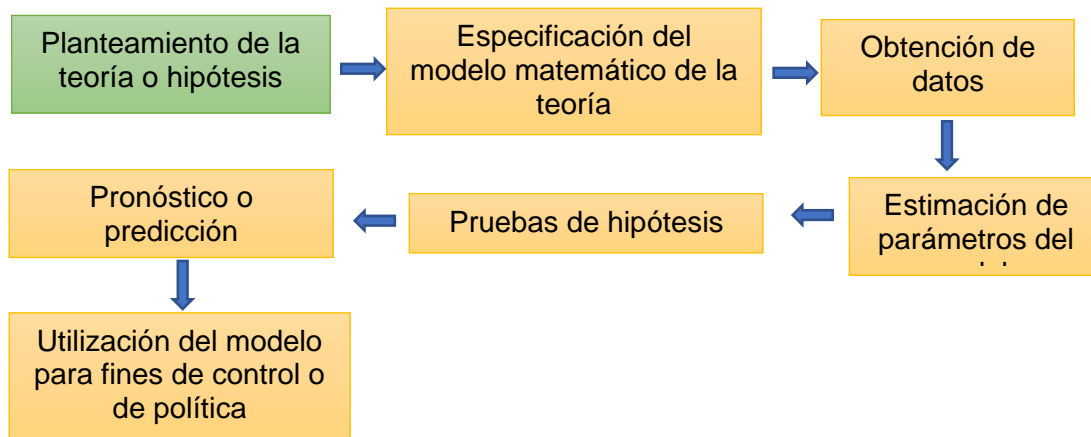 Planteamiento de la
teoría o hipótesis
Especificación del
modelo matemático de la
teoría
Obtención de
datos
Estimación de
parámetros del
Pruebas de hipótesis
Pronóstico o
predicción
Utilización del modelo
para fines de control o
de política